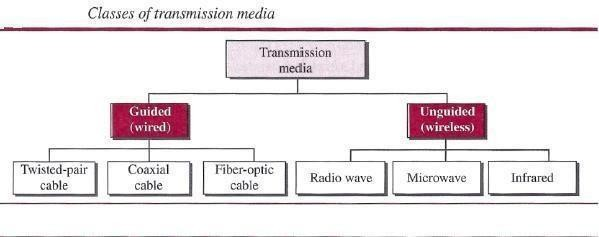 Classes of transmission media
Transmission
media
Guided
(wired)
Unguided
(wireless)
Twisted-pair
cable
Coaxial
cable
Fiber-optic
cable
Radio wave
Microwave
Infrared